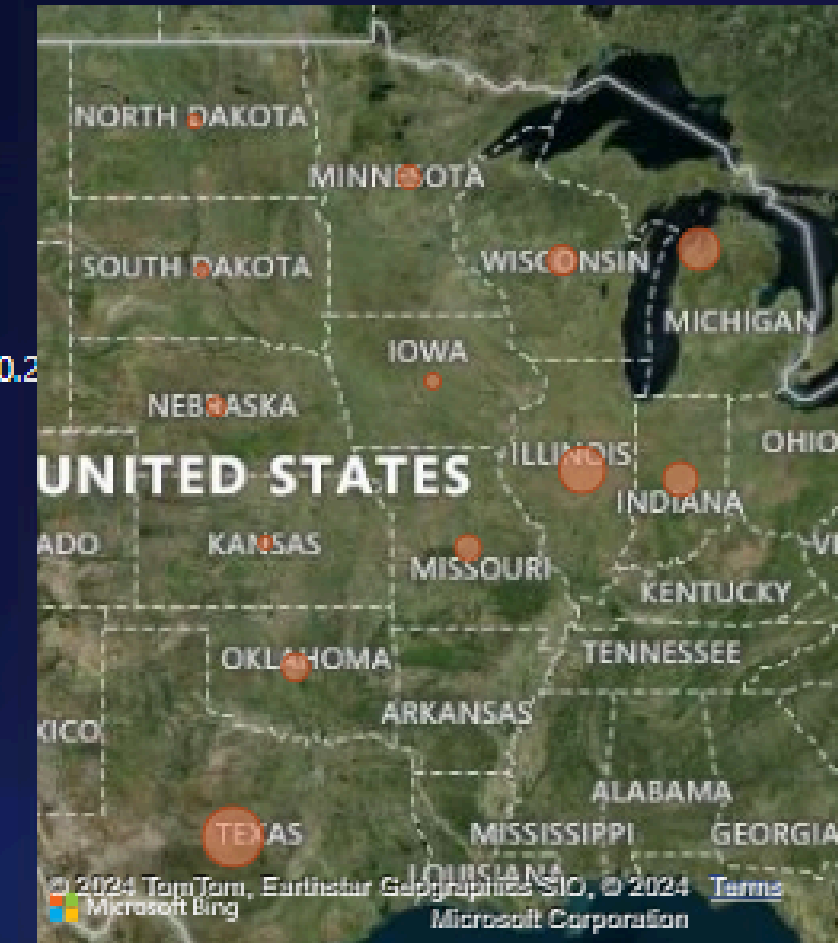 NORTH DAKOTA
MINNESOTA
SOUTH DAKOTA
WISCONSIN
MICHIGAN
IOWA
0.2
NEBRASKA
OHIO
ILLINOIS
UNITED STATES
INDIANA
ADO
KANSAS
VI
MISSOURI
KENTUCKY
OKLAHOMA
TENNESSEE
ARKANSAS
XICO
ALABAMA
TEXAS
MISSISSIPPI
GEORGIA
LOUISIANA
© 2024 TomTom, Earthstar Geographics SIO, © 2024 Terms
Microsoft Bing
Microsoft Corporation